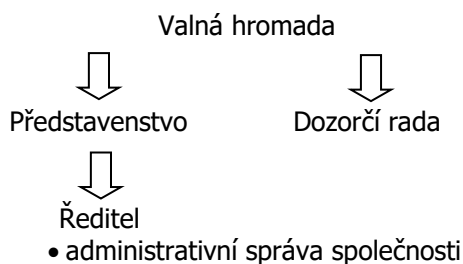 Valná hromada
Představenstvo Dozorčí rada
Ředitel
• administrativní správa společnosti